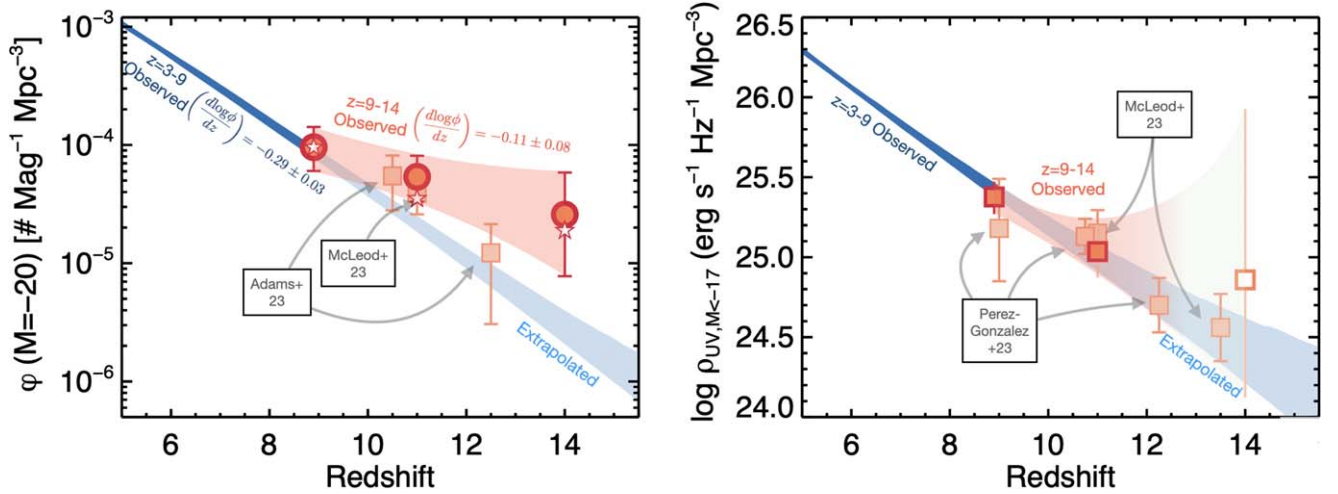 10⁻³
10⁻⁴
10⁻⁵
10⁻⁶
φ (M=−20) [# Mag⁻¹ Mpc⁻³]
z=3-9
Observed (dlogϕ/dz) = −0.29 ± 0.03
z=9-14
Observed (dlogϕ/dz) = −0.11 ± 0.08
McLeod+
23
Adams+
23
Extrapolated
6 8 10 12 14
Redshift
26.5
26.0
25.5
25.0
24.5
24.0
log ρUV,M<−17 (erg s⁻¹ Hz⁻¹ Mpc⁻³)
z=3-9 Observed
McLeod+
23
z=9-14
Observed
Perez-
Gonzalez
+23
Extrapolated
6 8 10 12 14
Redshift